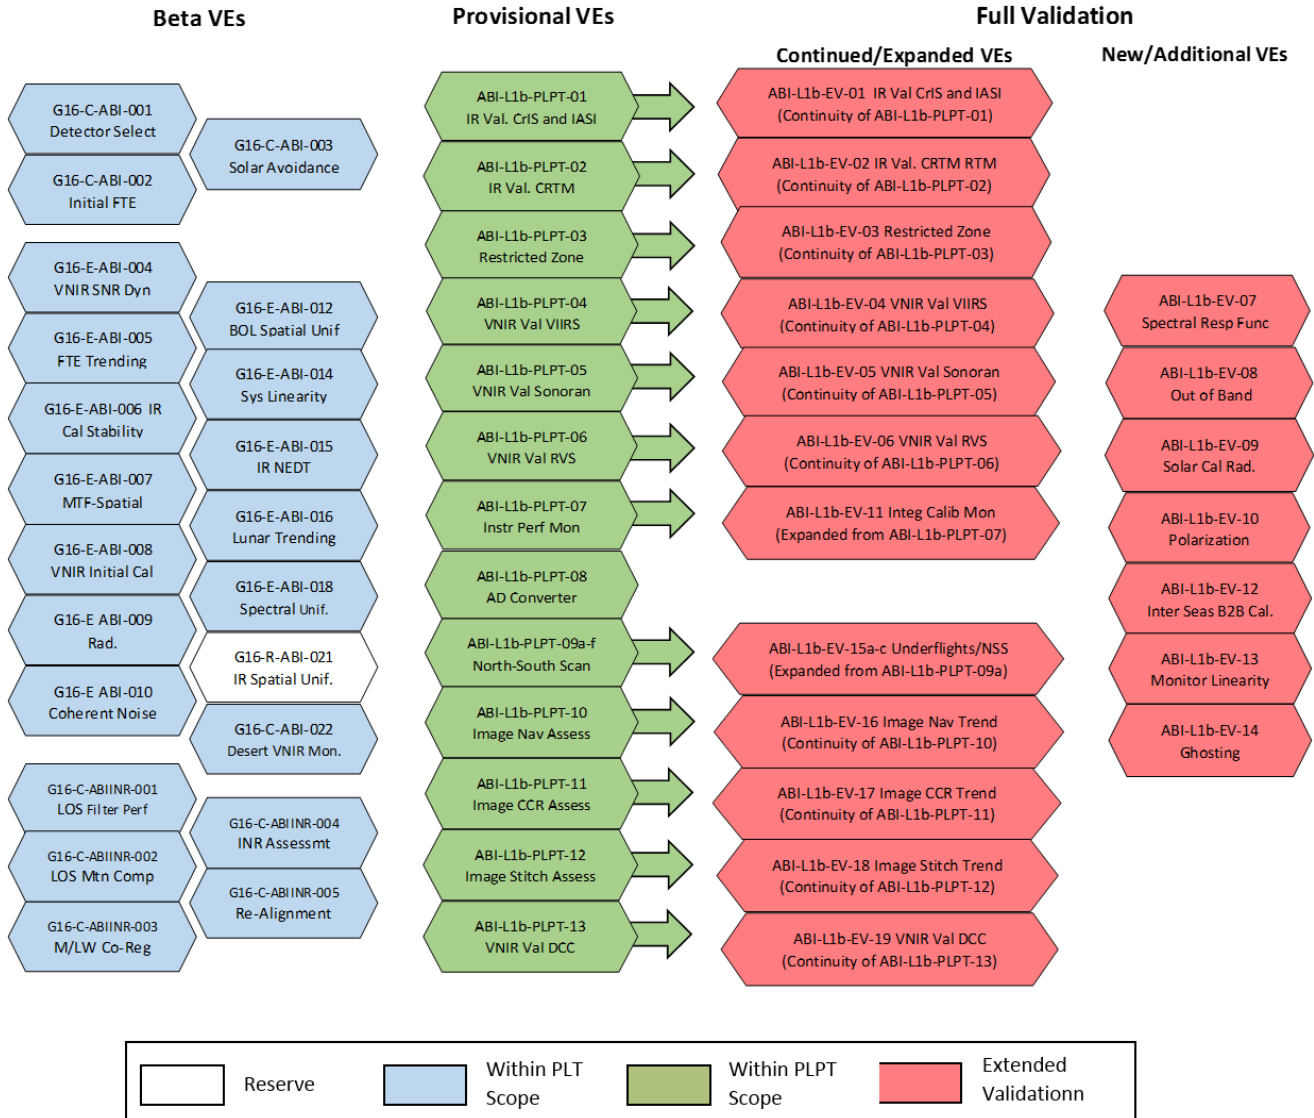 Beta VEs
Provisional VEs
Full Validation
Continued/Expanded VEs
New/Additional VEs
G16-C-ABI-001
Detector Select
G16-C-ABI-002
Initial FTE
G16-C-ABI-003
Solar Avoidance
G16-E-ABI-004
VNIR SNR Dyn
G16-E-ABI-005
FTE Trending
G16-E-ABI-006 IR
Cal Stability
G16-E-ABI-007
MTF-Spatial
G16-E-ABI-008
VNIR Initial Cal
G16-E ABI-009
Rad.
G16-E ABI-010
Coherent Noise
G16-E-ABI-012
BOL Spatial Unif
G16-E-ABI-014
Sys Linearity
G16-E-ABI-015
IR NEDT
G16-E-ABI-016
Lunar Trending
G16-E-ABI-018
Spectral Unif.
G16-R-ABI-021
IR Spatial Unif.
G16-C-ABI-022
Desert VNIR Mon.
G16-C-ABIINR-001
LOS Filter Perf
G16-C-ABIINR-002
LOS Mtn Comp
G16-C-ABIINR-003
M/LW Co-Reg
G16-C-ABIINR-004
INR Assessmt
G16-C-ABIINR-005
Re-Alignment
ABI-L1b-PLPT-01
IR Val. CrIS and IASI
ABI-L1b-PLPT-02
IR Val. CRTM
ABI-L1b-PLPT-03
Restricted Zone
ABI-L1b-PLPT-04
VNIR Val VIIRS
ABI-L1b-PLPT-05
VNIR Val Sonoran
ABI-L1b-PLPT-06
VNIR Val RVS
ABI-L1b-PLPT-07
Instr Perf Mon
ABI-L1b-PLPT-08
AD Converter
ABI-L1b-PLPT-09a-f
North-South Scan
ABI-L1b-PLPT-10
Image Nav Assess
ABI-L1b-PLPT-11
Image CCR Assess
ABI-L1b-PLPT-12
Image Stitch Assess
ABI-L1b-PLPT-13
VNIR Val DCC
ABI-L1b-EV-01 IR Val CrIS and IASI
(Continuity of ABI-L1b-PLPT-01)
ABI-L1b-EV-02 IR Val. CRTM RTM
(Continuity of ABI-L1b-PLPT-02)
ABI-L1b-EV-03 Restricted Zone
(Continuity of ABI-L1b-PLPT-03)
ABI-L1b-EV-04 VNIR Val VIIRS
(Continuity of ABI-L1b-PLPT-04)
ABI-L1b-EV-05 VNIR Val Sonoran
(Continuity of ABI-L1b-PLPT-05)
ABI-L1b-EV-06 VNIR Val RVS
(Continuity of ABI-L1b-PLPT-06)
ABI-L1b-EV-11 Integ Calib Mon
(Expanded from ABI-L1b-PLPT-07)
ABI-L1b-EV-15a-c Underflights/NSS
(Expanded from ABI-L1b-PLPT-09a)
ABI-L1b-EV-16 Image Nav Trend
(Continuity of ABI-L1b-PLPT-10)
ABI-L1b-EV-17 Image CCR Trend
(Continuity of ABI-L1b-PLPT-11)
ABI-L1b-EV-18 Image Stitch Trend
(Continuity of ABI-L1b-PLPT-12)
ABI-L1b-EV-19 VNIR Val DCC
(Continuity of ABI-L1b-PLPT-13)
ABI-L1b-EV-07
Spectral Resp Func
ABI-L1b-EV-08
Out of Band
ABI-L1b-EV-09
Solar Cal Rad.
ABI-L1b-EV-10
Polarization
ABI-L1b-EV-12
Inter Seas B2B Cal.
ABI-L1b-EV-13
Monitor Linearity
ABI-L1b-EV-14
Ghosting
Reserve
Within PLT
Scope
Within PLPT
Scope
Extended
Validationn